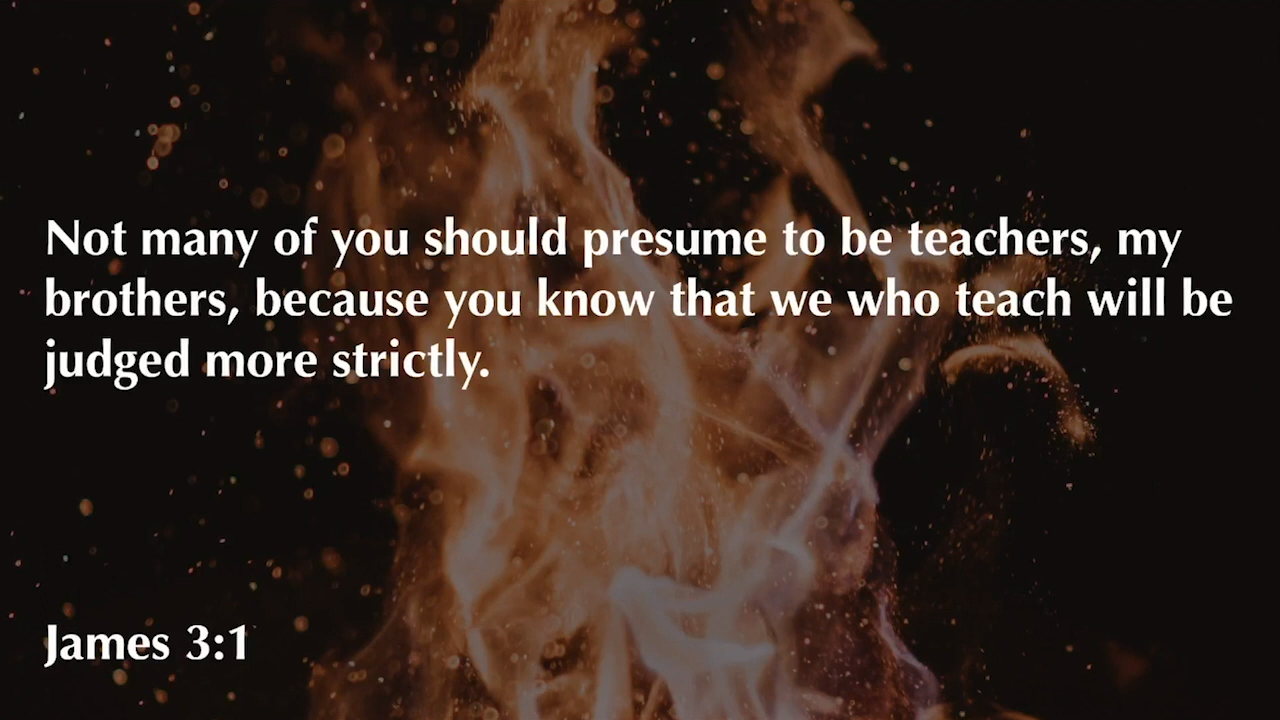 Not many of you should presume to be teachers, my
brothers, because you know that we who teach will be
judged more strictly.
James 3:1